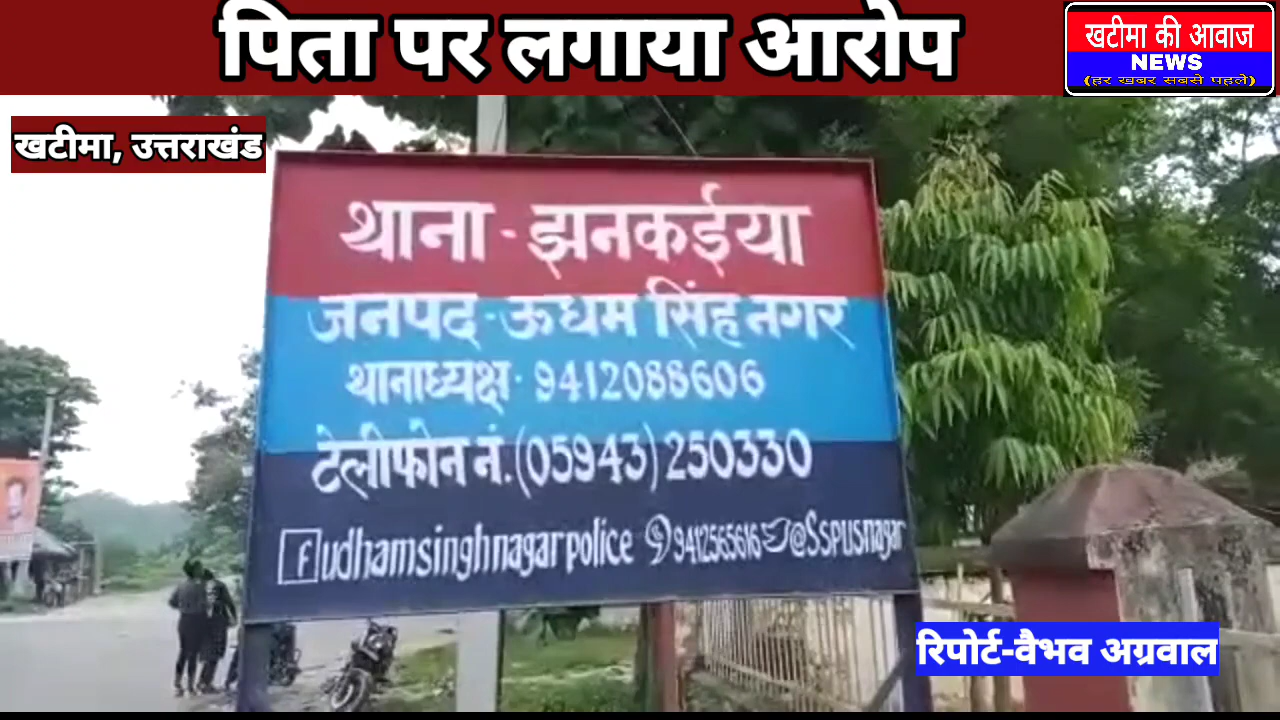 पिता पर लगाया आरोप
खटीमा की आवाज
NEWS
(हर खबर सबसे पहले)
खटीमा, उत्तराखंड
थाना - झनकईया
जनपद - ऊधम सिंह नगर
थानाध्यक्ष - 9412088606
टेलीफोन नं. (05943) 250330
f udhamsinghnagarpolice 9412565616 @Sspusnagar
रिपोर्ट-वैभव अग्रवाल